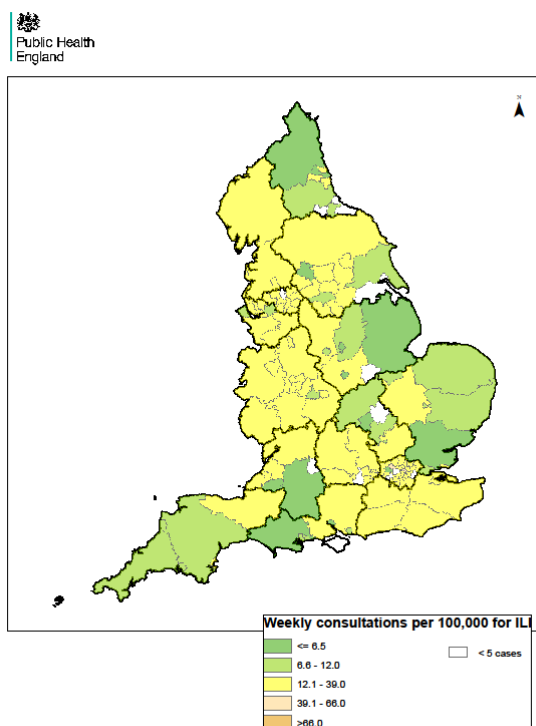 Public Health
England
N
Weekly consultations per 100,000 for ILI
<= 6.5
6.6 - 12.0
12.1 - 39.0
39.1 - 66.0
>66.0
< 5 cases